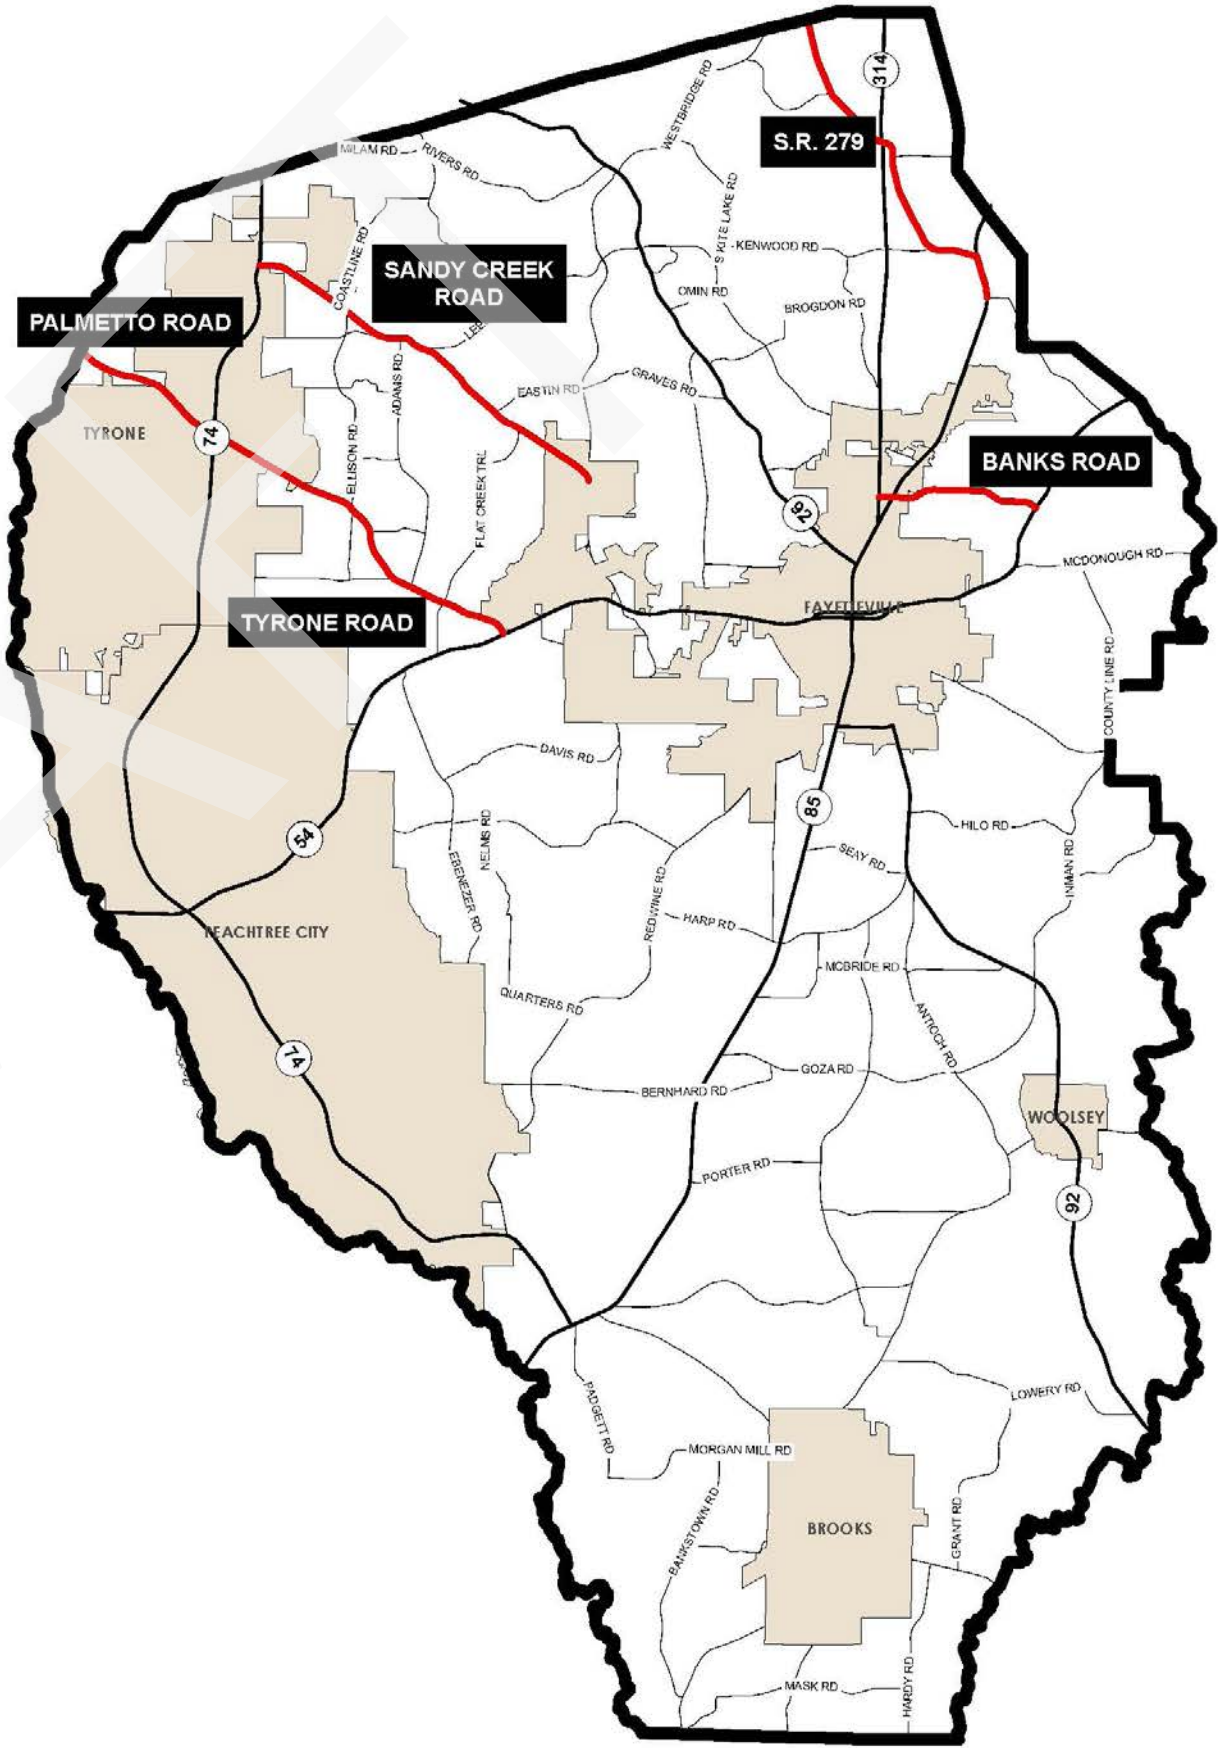 314
WESTBRIDGE RD
S.R. 279
MILAM RD
RIVERS RD
S KITE LAKE RD
KENWOOD RD
COASTLINE RD
SANDY CREEK
ROAD
OMIN RD
BROGDON RD
PALMETTO ROAD
ADAMS RD
EASTIN RD
GRAVES RD
TYRONE
74
ELLISON RD
FLAT CREEK TRL
BANKS ROAD
92
MCDONOUGH RD
FAYETTEVILLE
TYRONE ROAD
COUNTY LINE RD
DAVIS RD
85
54
NELMS RD
HILO RD
SEAY RD
INMAN RD
EBENEZER RD
REDWINE RD
HARP RD
PEACHTREE CITY
MCBRIDE RD
QUARTERS RD
ANTIOCH RD
74
GOZA RD
BERNHARD RD
WOOLSEY
PORTER RD
92
PADGETT RD
LOWERY RD
MORGAN MILL RD
BANKSTOWN RD
BROOKS
GRANT RD
MASK RD
HARDY RD